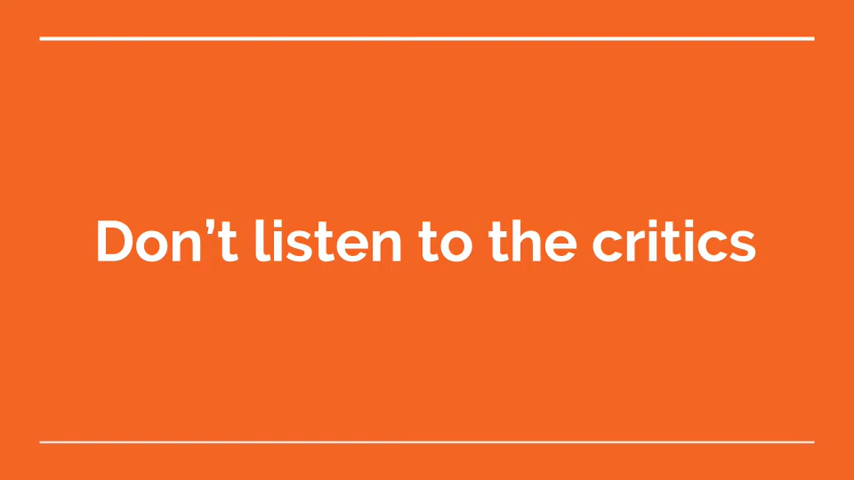 Don’t listen to the critics